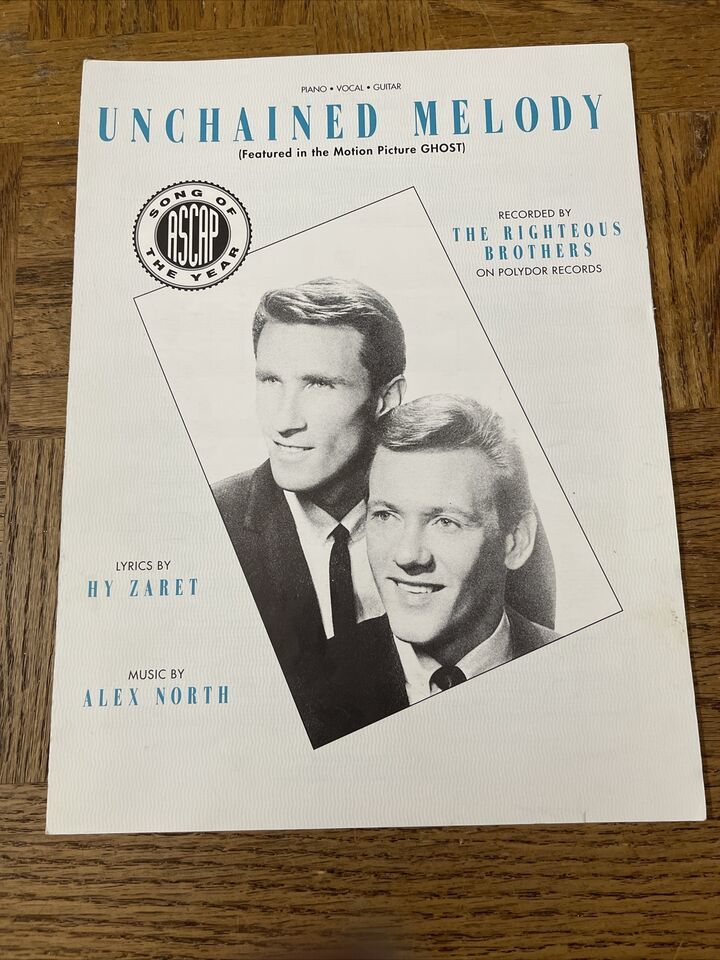 PIANO • VOCAL • GUITAR
UNCHAINED MELODY
(Featured in the Motion Picture GHOST)
SONG OF
ASCAP
THE YEAR
RECORDED BY
THE RIGHTEOUS
BROTHERS
ON POLYDOR RECORDS
LYRICS BY
HY ZARET
MUSIC BY
ALEX NORTH